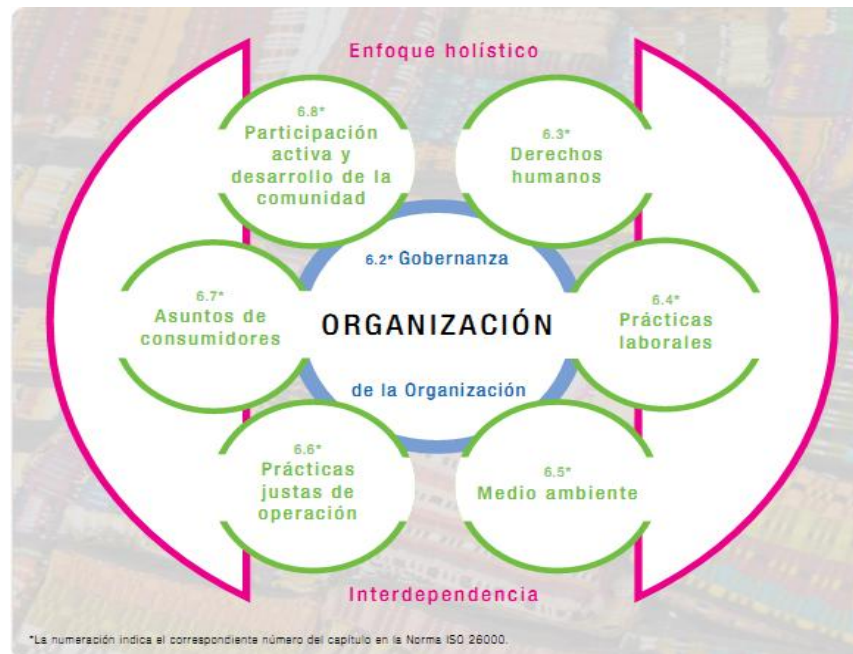 Enfoque holístico
6.8*
Participación
activa y
desarrollo de la
comunidad
6.3*
Derechos
humanos
6.2* Gobernanza
6.7*
Asuntos de
consumidores
ORGANIZACIÓN
6.4*
Prácticas
laborales
de la Organización
6.6*
Prácticas
justas de
operación
6.5*
Medio ambiente
Interdependencia
*La numeración indica el correspondiente número del capítulo en la Norma ISO 26000.